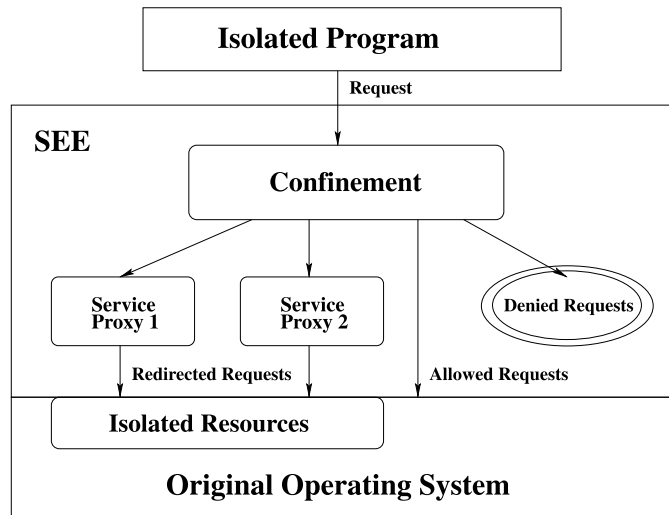 Isolated Program
Request
SEE
Confinement
Service
Proxy 1
Service
Proxy 2
Denied Requests
Redirected Requests
Allowed Requests
Isolated Resources
Original Operating System